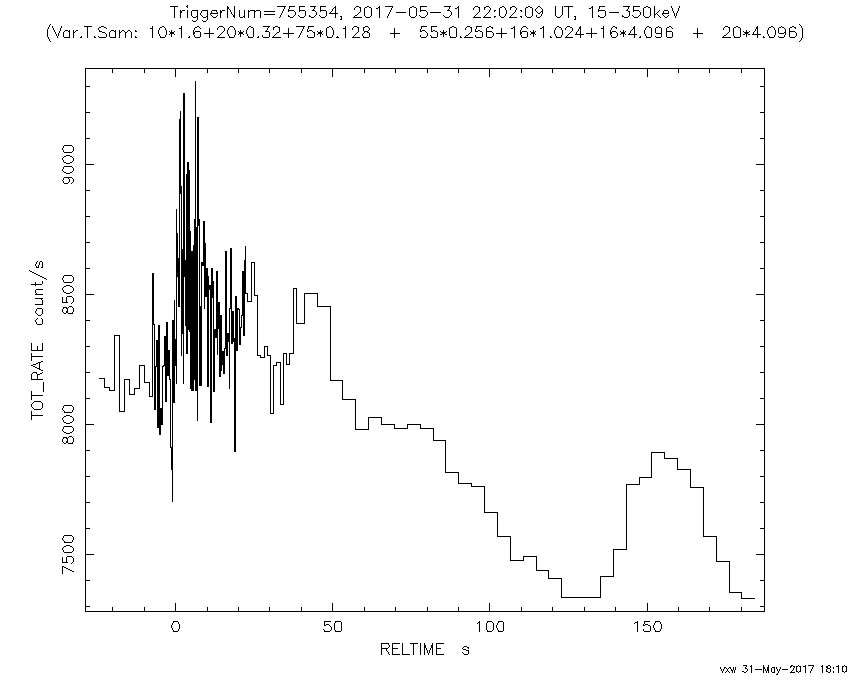 TriggerNum=755354, 2017-05-31 22:02:09 UT, 15-350keV
(Var.T.Sam: 10*1.6+20*0.32+75*0.128 + 55*0.256+16*1.024+16*4.096 + 20*4.096)
9000
8500
8000
7500
TOT_RATE count/s
0 50 100 150
RELTIME s
vxw 31-May-2017 18:10